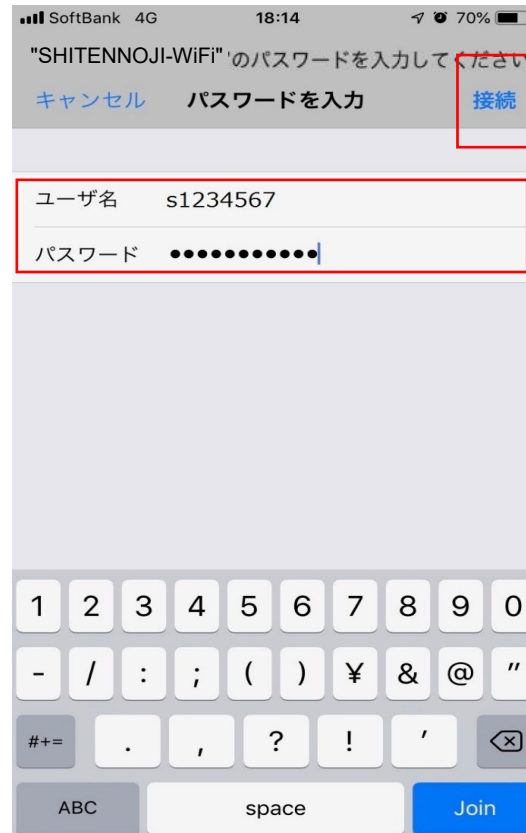 SoftBank 4G 18:14 70%
"SHITENNOJI-WiFi" 'のパスワードを入力してください
キャンセル パスワードを入力 接続
ユーザ名 s1234567
パスワード ●●●●●●●●●●●
1 2 3 4 5 6 7 8 9 0
- / : ; ( ) ¥ & @ "
#+= . , ? ! '
ABC space Join